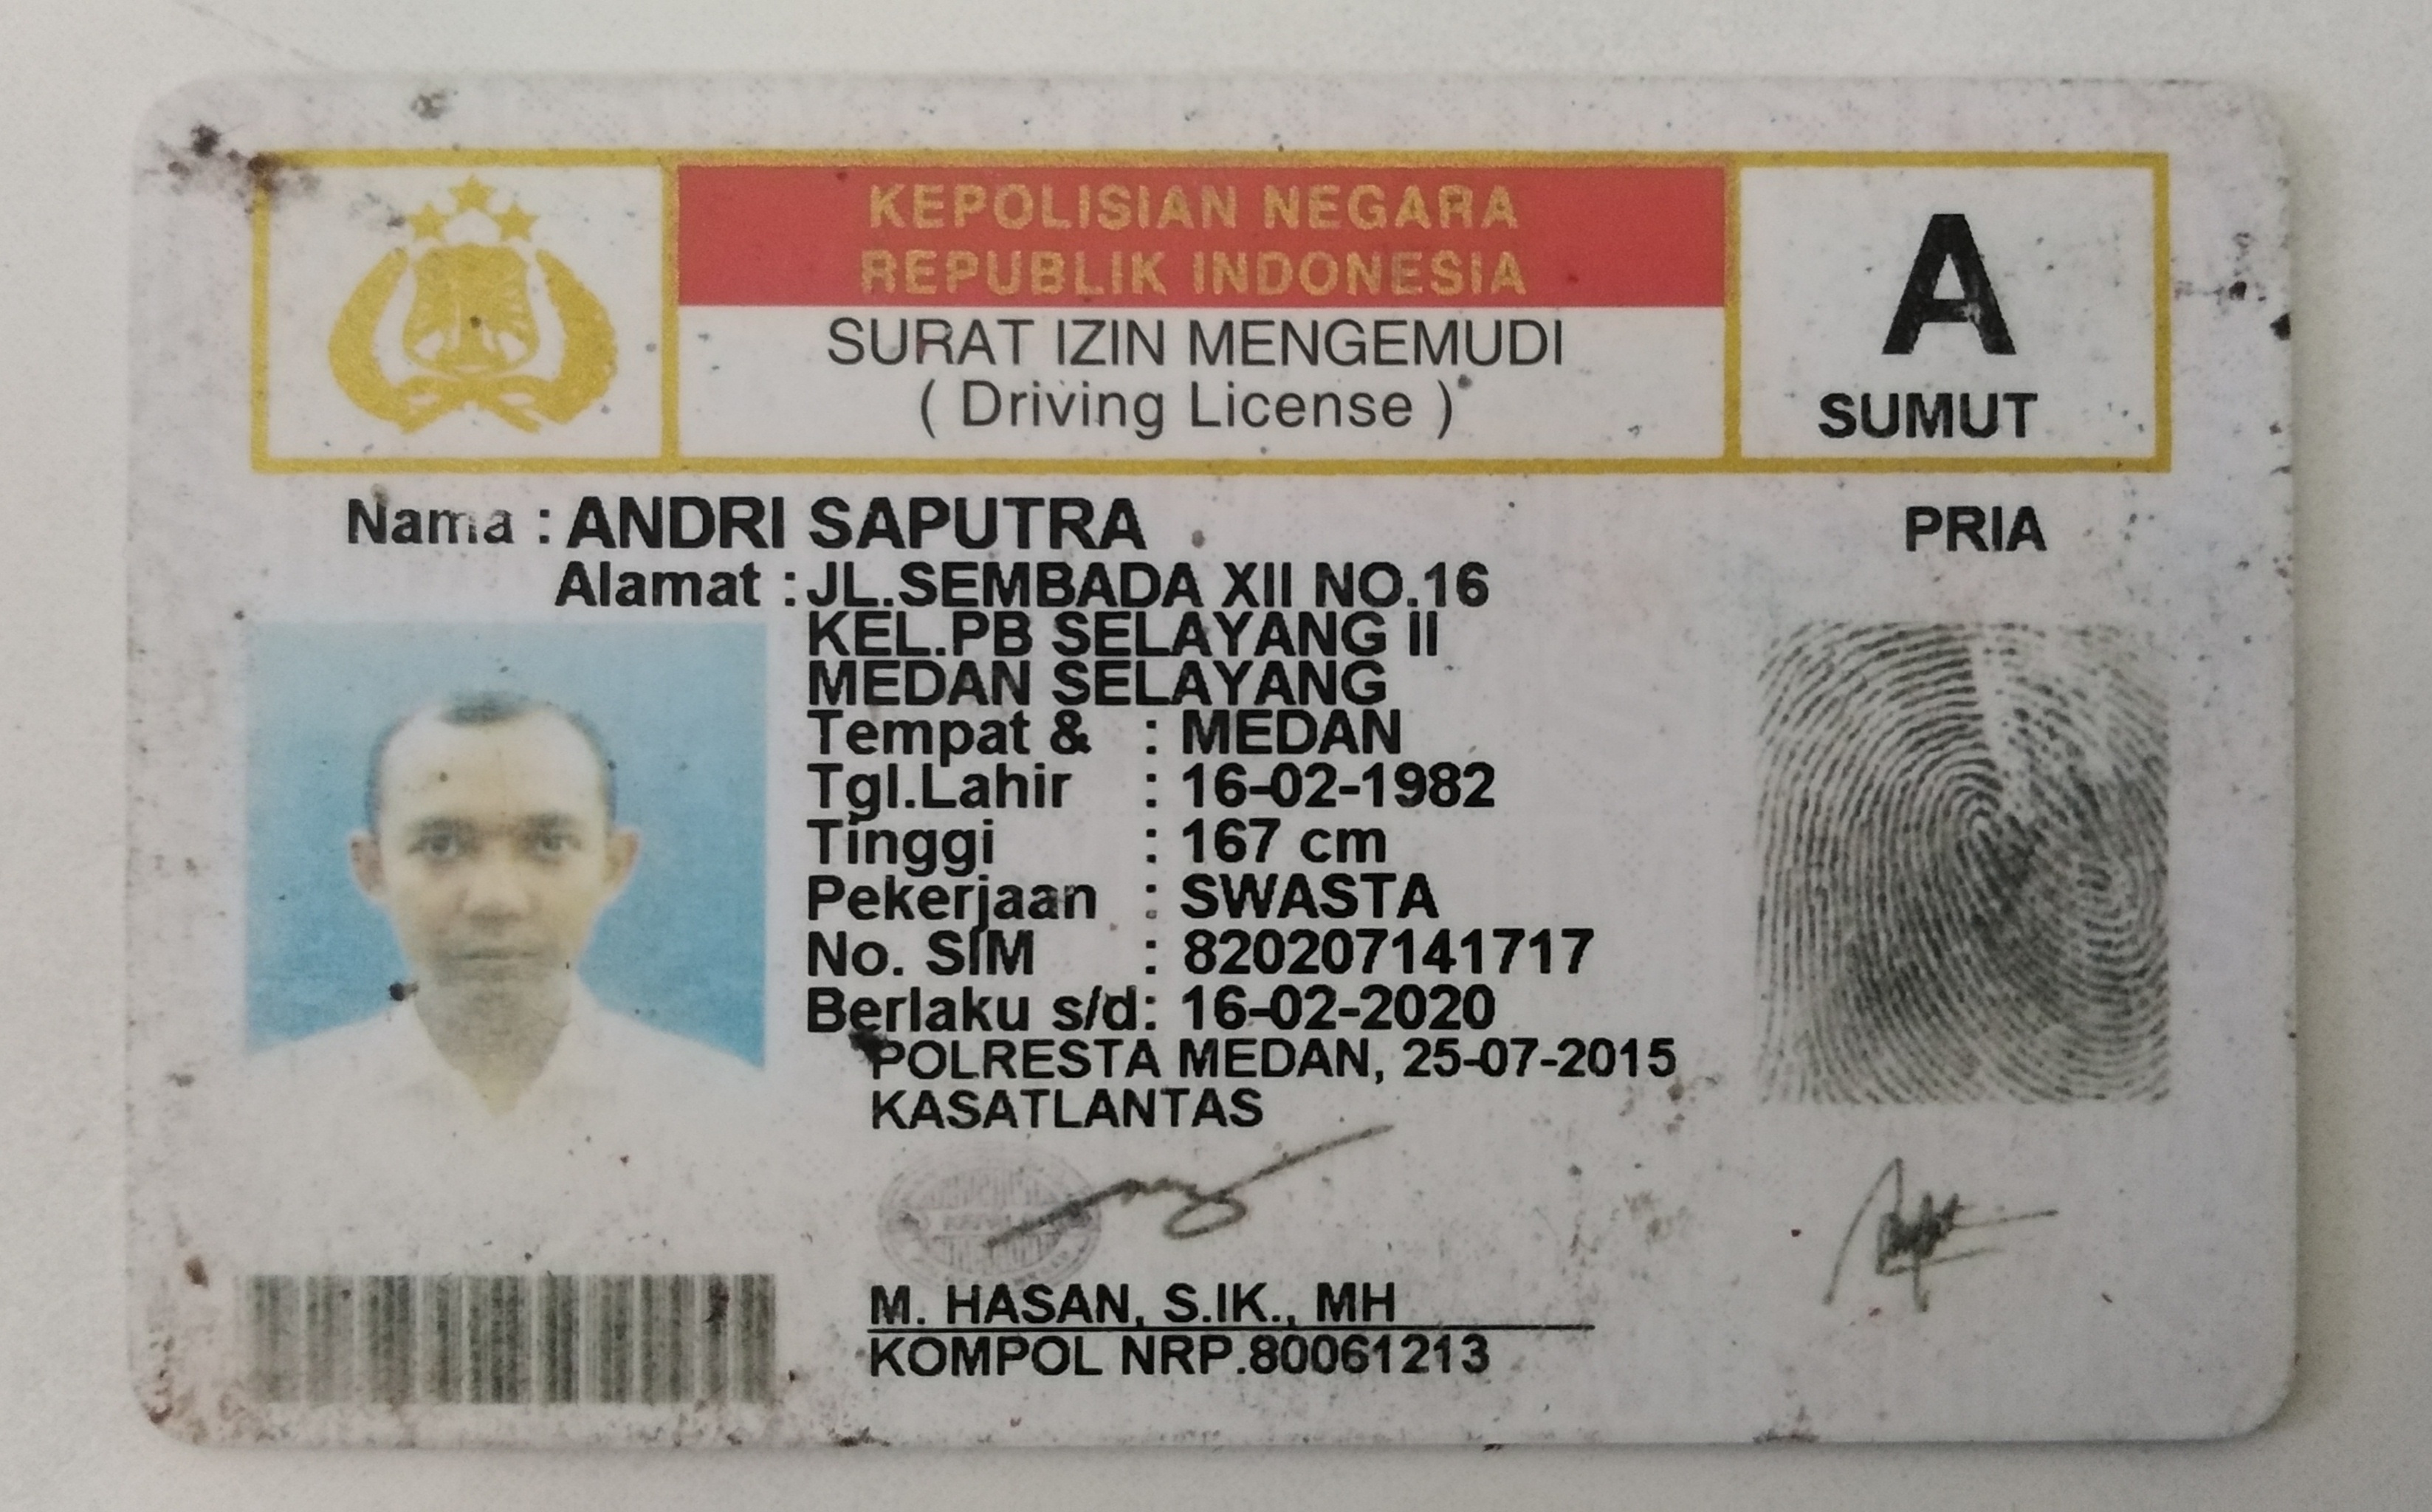 KEPOLISIAN NEGARA
REPUBLIK INDONESIA
SURAT IZIN MENGEMUDI
( Driving License )
A
SUMUT
Nama : ANDRI SAPUTRA
PRIA
Alamat : JL.SEMBADA XII NO.16
KEL.PB SELAYANG II
MEDAN SELAYANG
Tempat & : MEDAN
Tgl.Lahir : 16-02-1982
Tinggi : 167 cm
Pekerjaan : SWASTA
No. SIM : 820207141717
Berlaku s/d: 16-02-2020
POLRESTA MEDAN, 25-07-2015
KASATLANTAS
M. HASAN, S.IK., MH
KOMPOL NRP.80061213